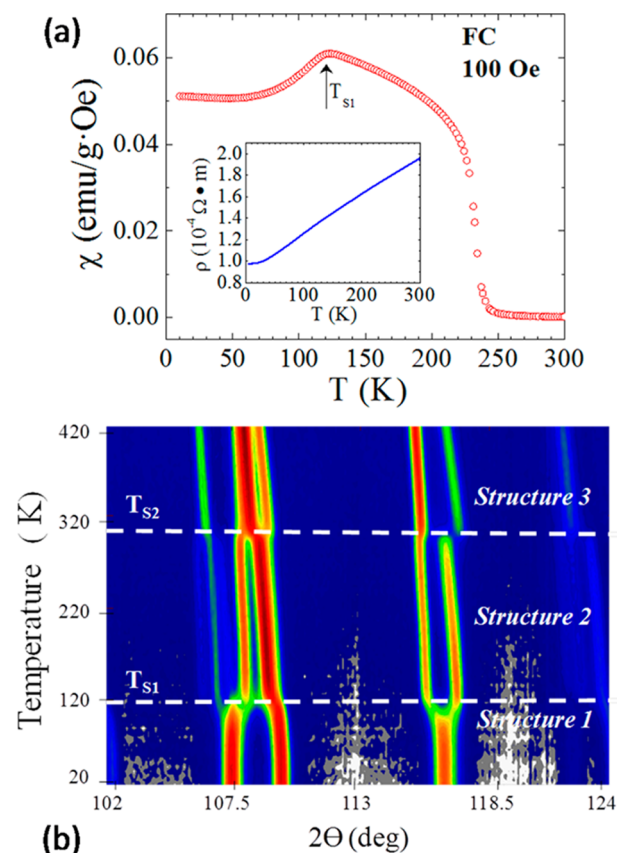 (a)
FC
100 Oe
T_S1
χ (emu/g·Oe)
0.06
0.04
0.02
0.00
ρ (10⁻⁴ Ω•m)
2.0
1.8
1.6
1.4
1.2
1.0
0.8
0 100 200 300
T (K)
0 50 100 150 200 250 300
T (K)
Temperature ( K)
420
320
220
120
20
T_S2
T_S1
Structure 3
Structure 2
Structure 1
102 107.5 113 118.5 124
(b)
2Θ (deg)